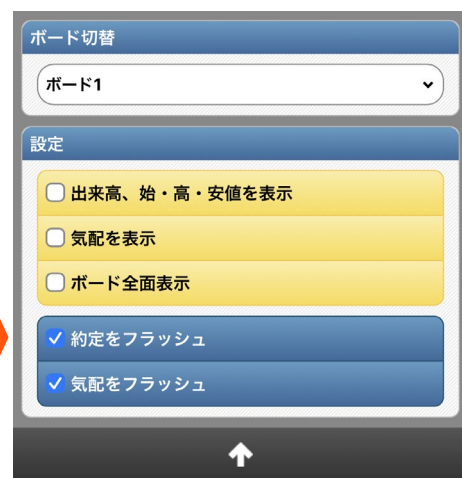 ボード切替
ボード1
設定
出来高、始・高・安値を表示
気配を表示
ボード全面表示
約定をフラッシュ
気配をフラッシュ